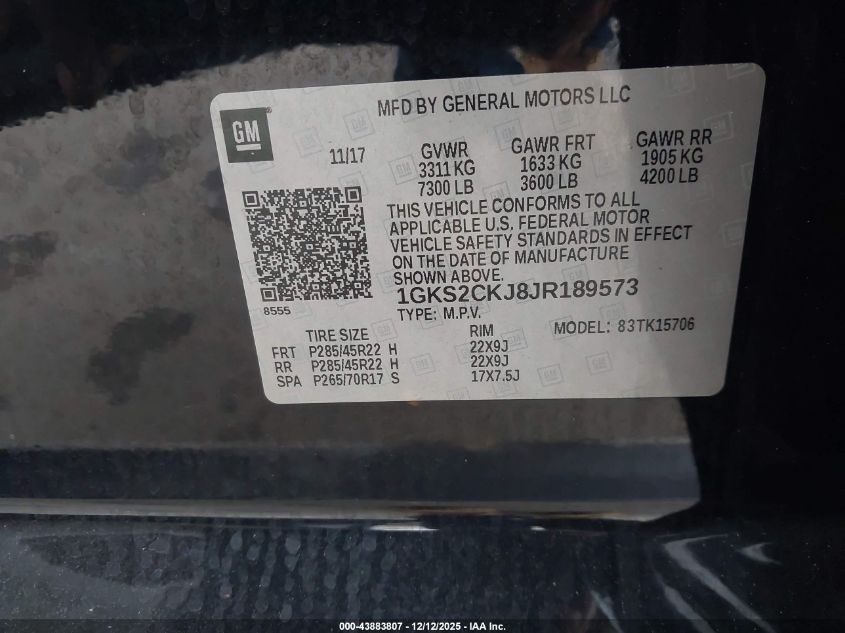 MFD BY GENERAL MOTORS LLC
GM
11/17
GVWR GAWR FRT GAWR RR
3311 KG 1633 KG 1905 KG
7300 LB 3600 LB 4200 LB
THIS VEHICLE CONFORMS TO ALL
APPLICABLE U.S. FEDERAL MOTOR
VEHICLE SAFETY STANDARDS IN EFFECT
ON THE DATE OF MANUFACTURE
SHOWN ABOVE.
8555
1GKS2CKJ8JR189573
TYPE: M.P.V. MODEL: 83TK15706
TIRE SIZE RIM
FRT P285/45R22 H 22X9J
RR P285/45R22 H 22X9J
SPA P265/70R17 S 17X7.5J
000-43883807 - 12/12/2025 - IAA Inc.